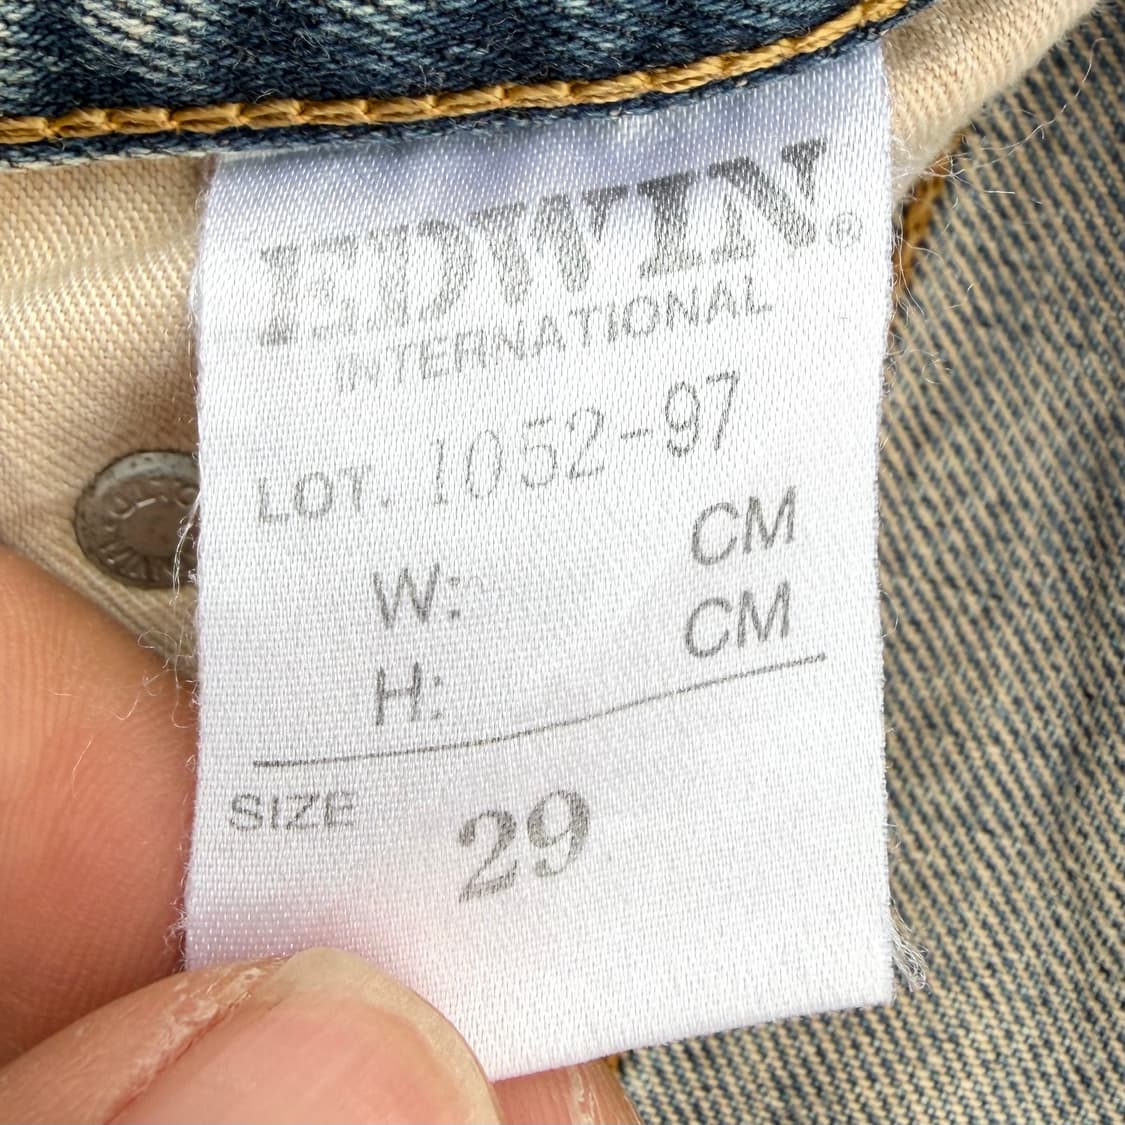 EDWIN®
INTERNATIONAL
LOT. 1052-97
W: CM
H: CM
SIZE 29